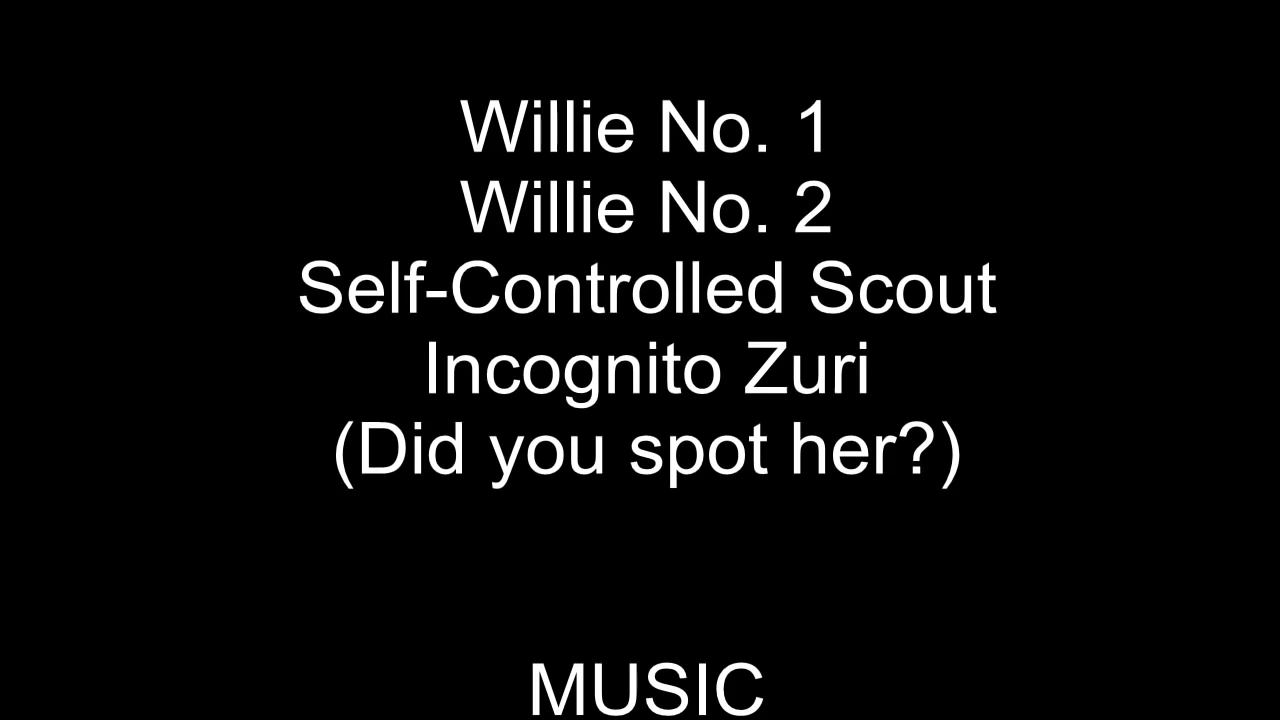 Willie No. 1
Willie No. 2
Self-Controlled Scout
Incognito Zuri
(Did you spot her?)
MUSIC